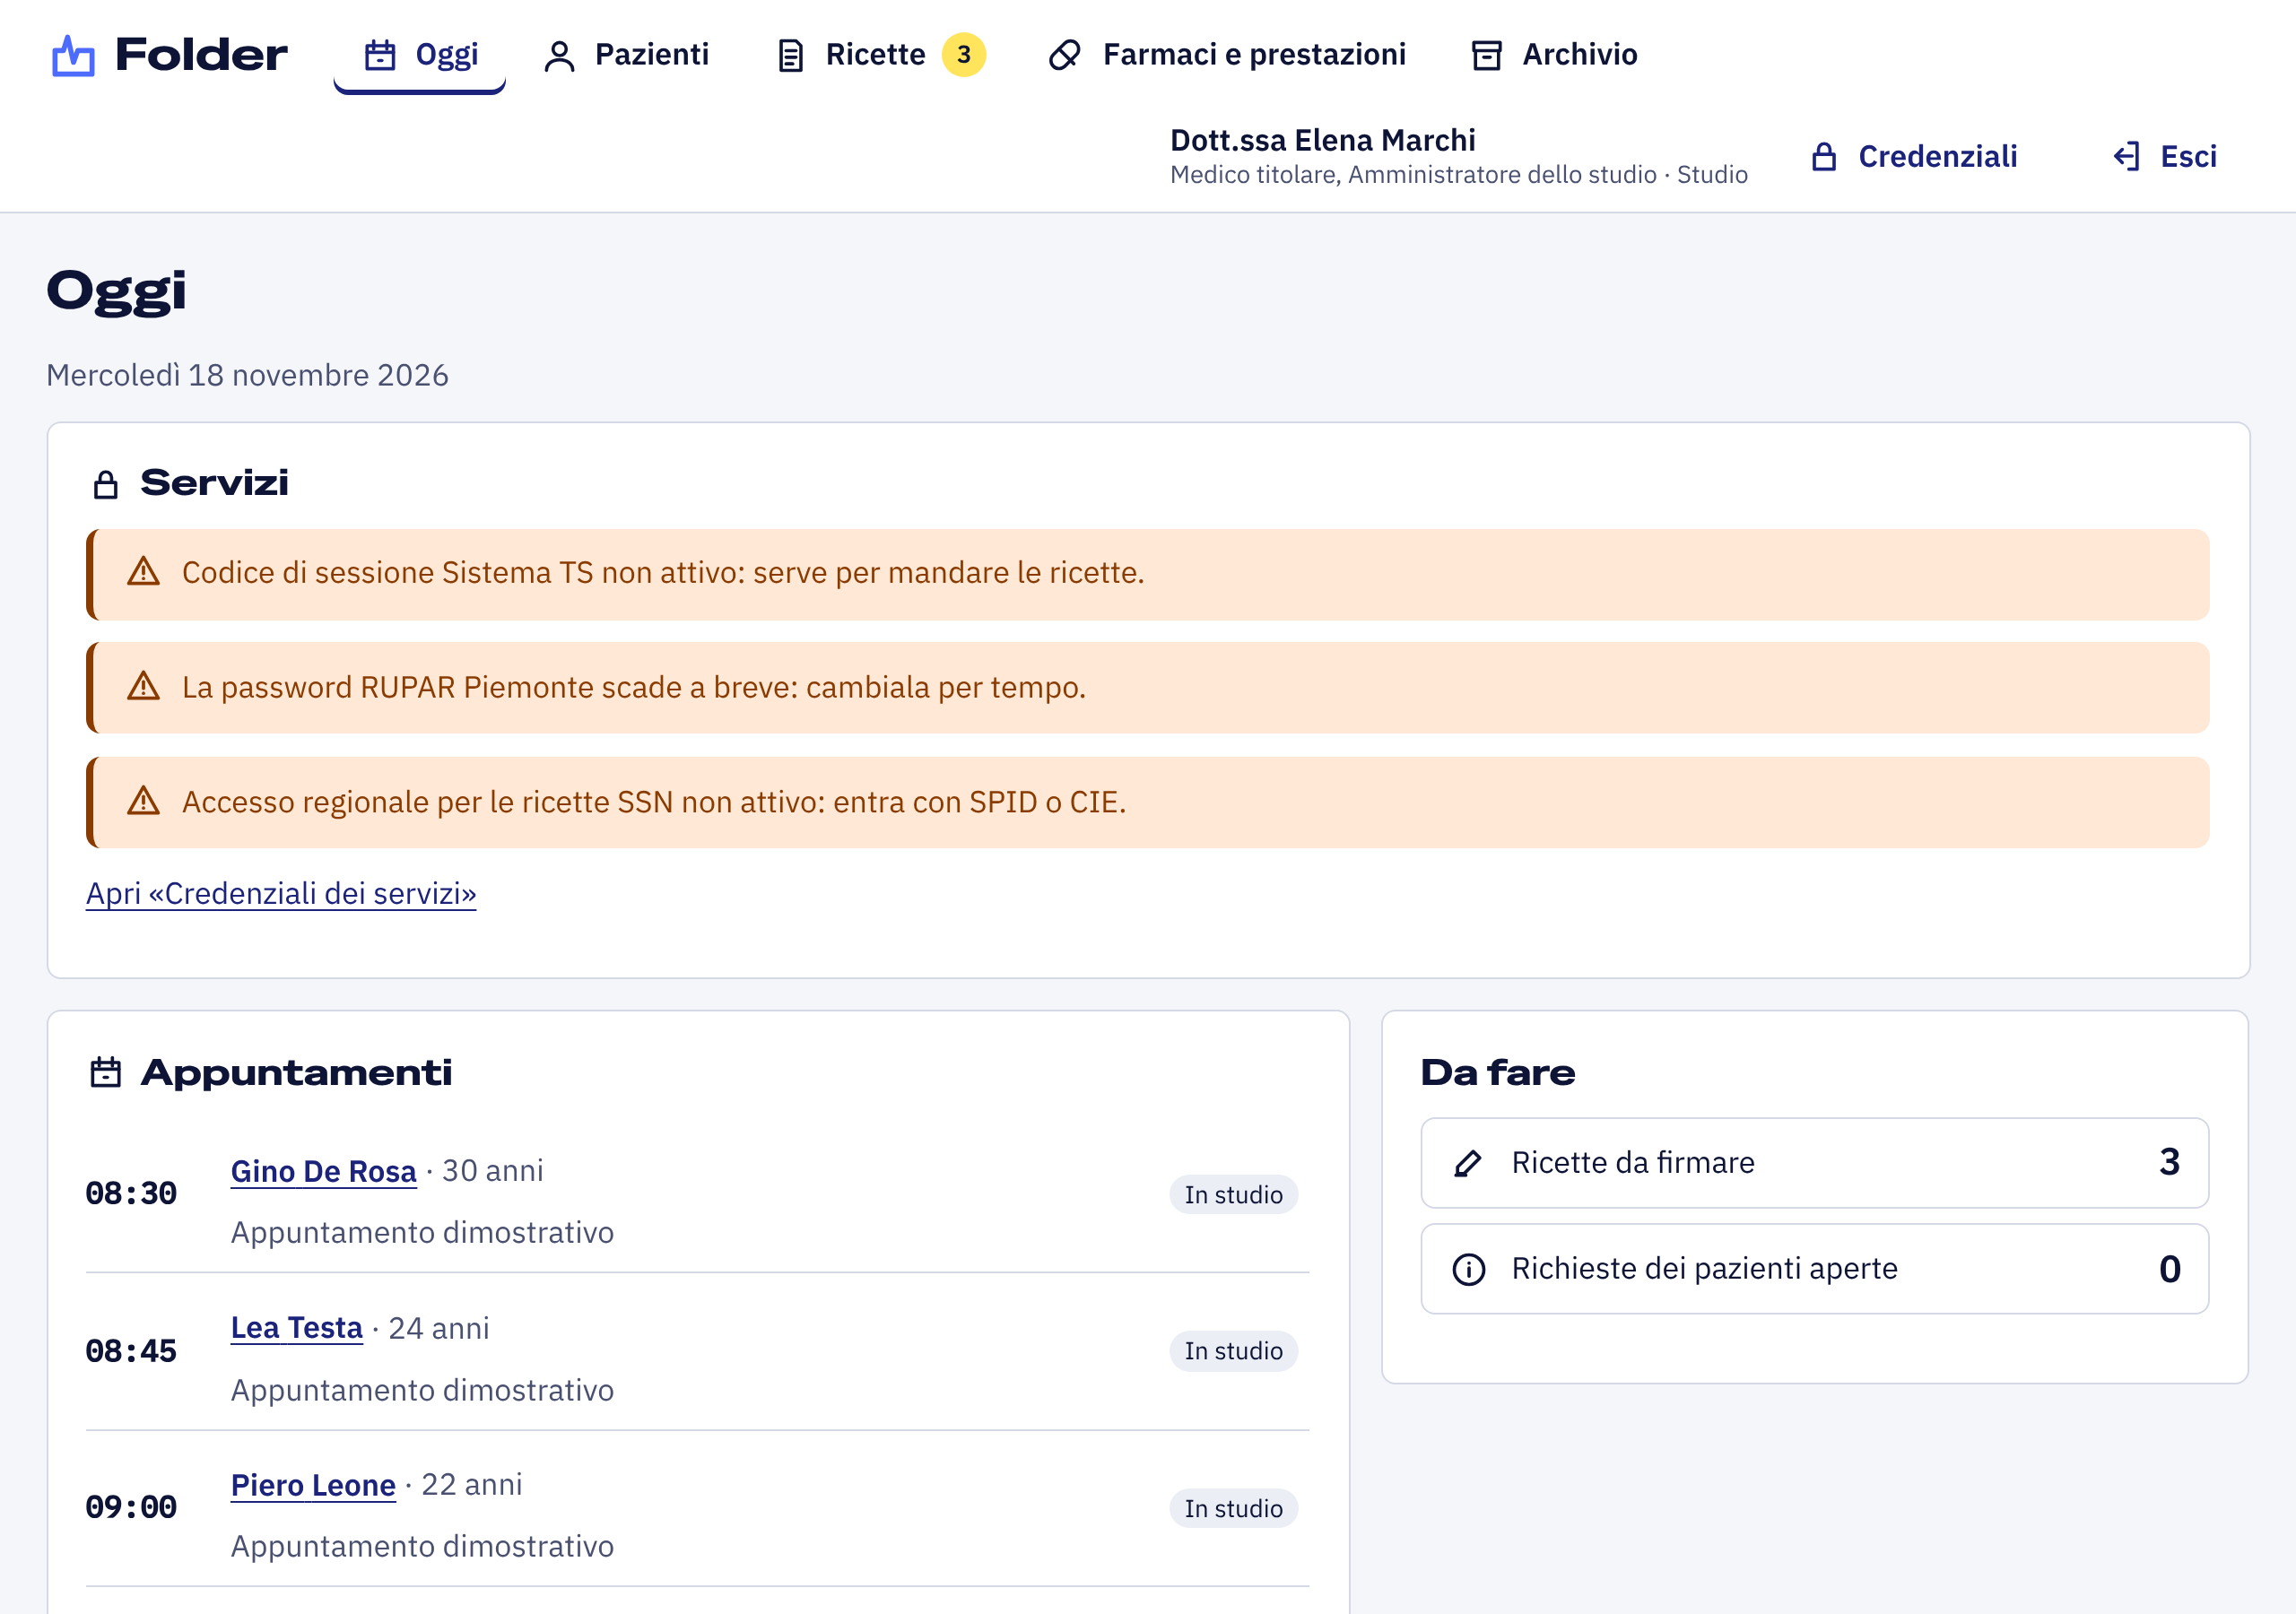 Folder
Oggi
Pazienti
Ricette 3
Farmaci e prestazioni
Archivio
Dott.ssa Elena Marchi
Medico titolare, Amministratore dello studio · Studio
Credenziali
Esci
Oggi
Mercoledì 18 novembre 2026
Servizi
Codice di sessione Sistema TS non attivo: serve per mandare le ricette.
La password RUPAR Piemonte scade a breve: cambiala per tempo.
Accesso regionale per le ricette SSN non attivo: entra con SPID o CIE.
Apri «Credenziali dei servizi»
Appuntamenti
08:30
Gino De Rosa · 30 anni
Appuntamento dimostrativo
In studio
08:45
Lea Testa · 24 anni
Appuntamento dimostrativo
In studio
09:00
Piero Leone · 22 anni
Appuntamento dimostrativo
In studio
Da fare
Ricette da firmare 3
Richieste dei pazienti aperte 0